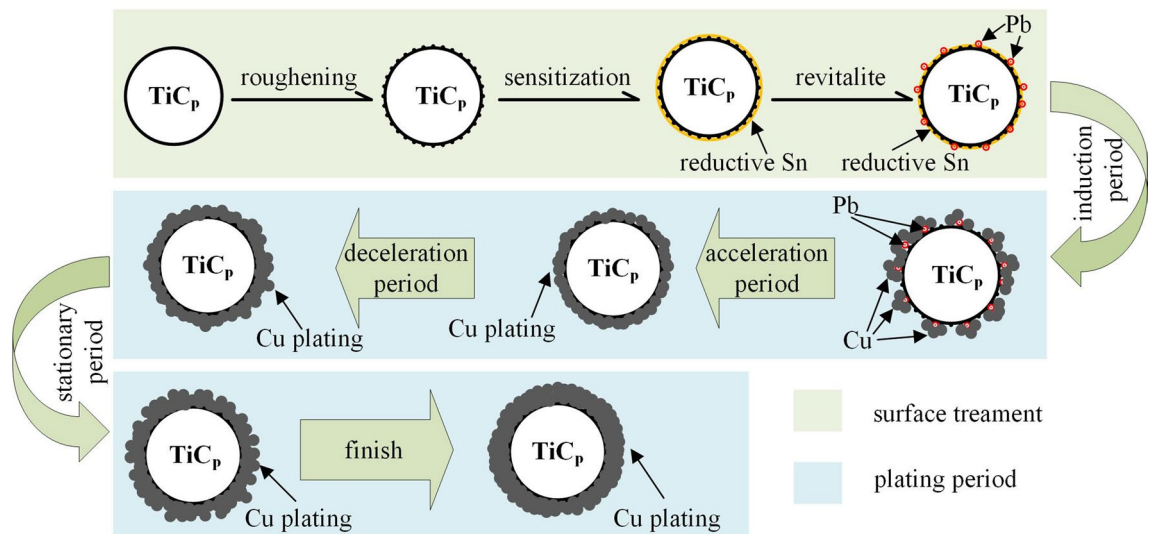 Pb
roughening
sensitization
revitalite
TiCp
TiCp
TiCp
TiCp
reductive Sn
reductive Sn
induction
period
Pb
TiCp
deceleration
period
TiCp
acceleration
period
TiCp
Cu plating
Cu plating
Cu
stationary
period
TiCp
finish
TiCp
Cu plating
Cu plating
surface treament
plating period